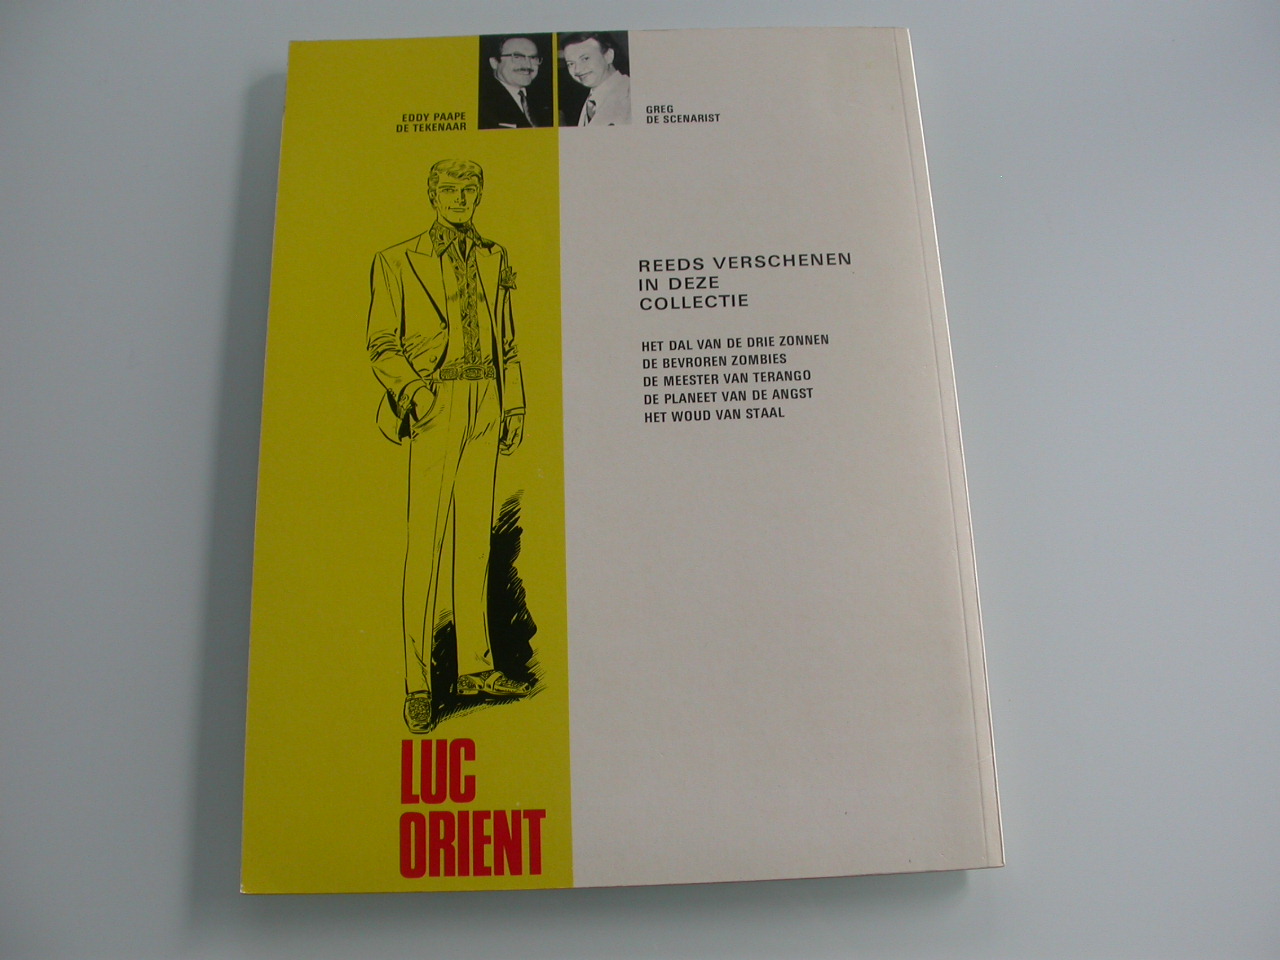 EDDY PAAPE
DE TEKENAAR
GREG
DE SCENARIST
REEDS VERSCHENEN
IN DEZE
COLLECTIE
HET DAL VAN DE DRIE ZONNEN
DE BEVROREN ZOMBIES
DE MEESTER VAN TERANGO
DE PLANEET VAN DE ANGST
HET WOUD VAN STAAL
LUC
ORIENT